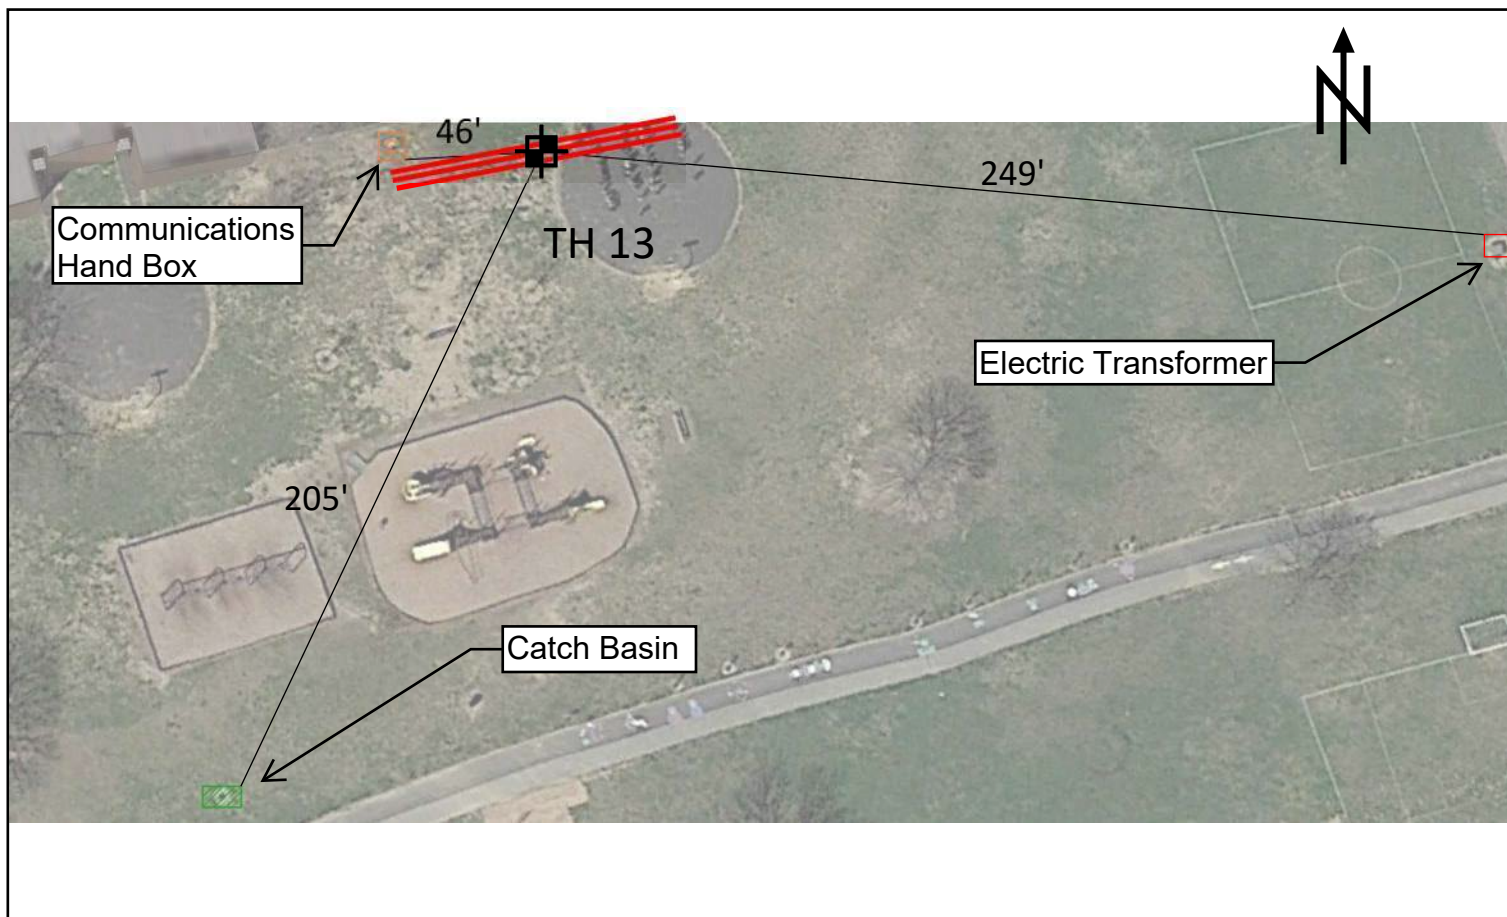 N
46'
249'
Communications
Hand Box
TH 13
Electric Transformer
205'
Catch Basin